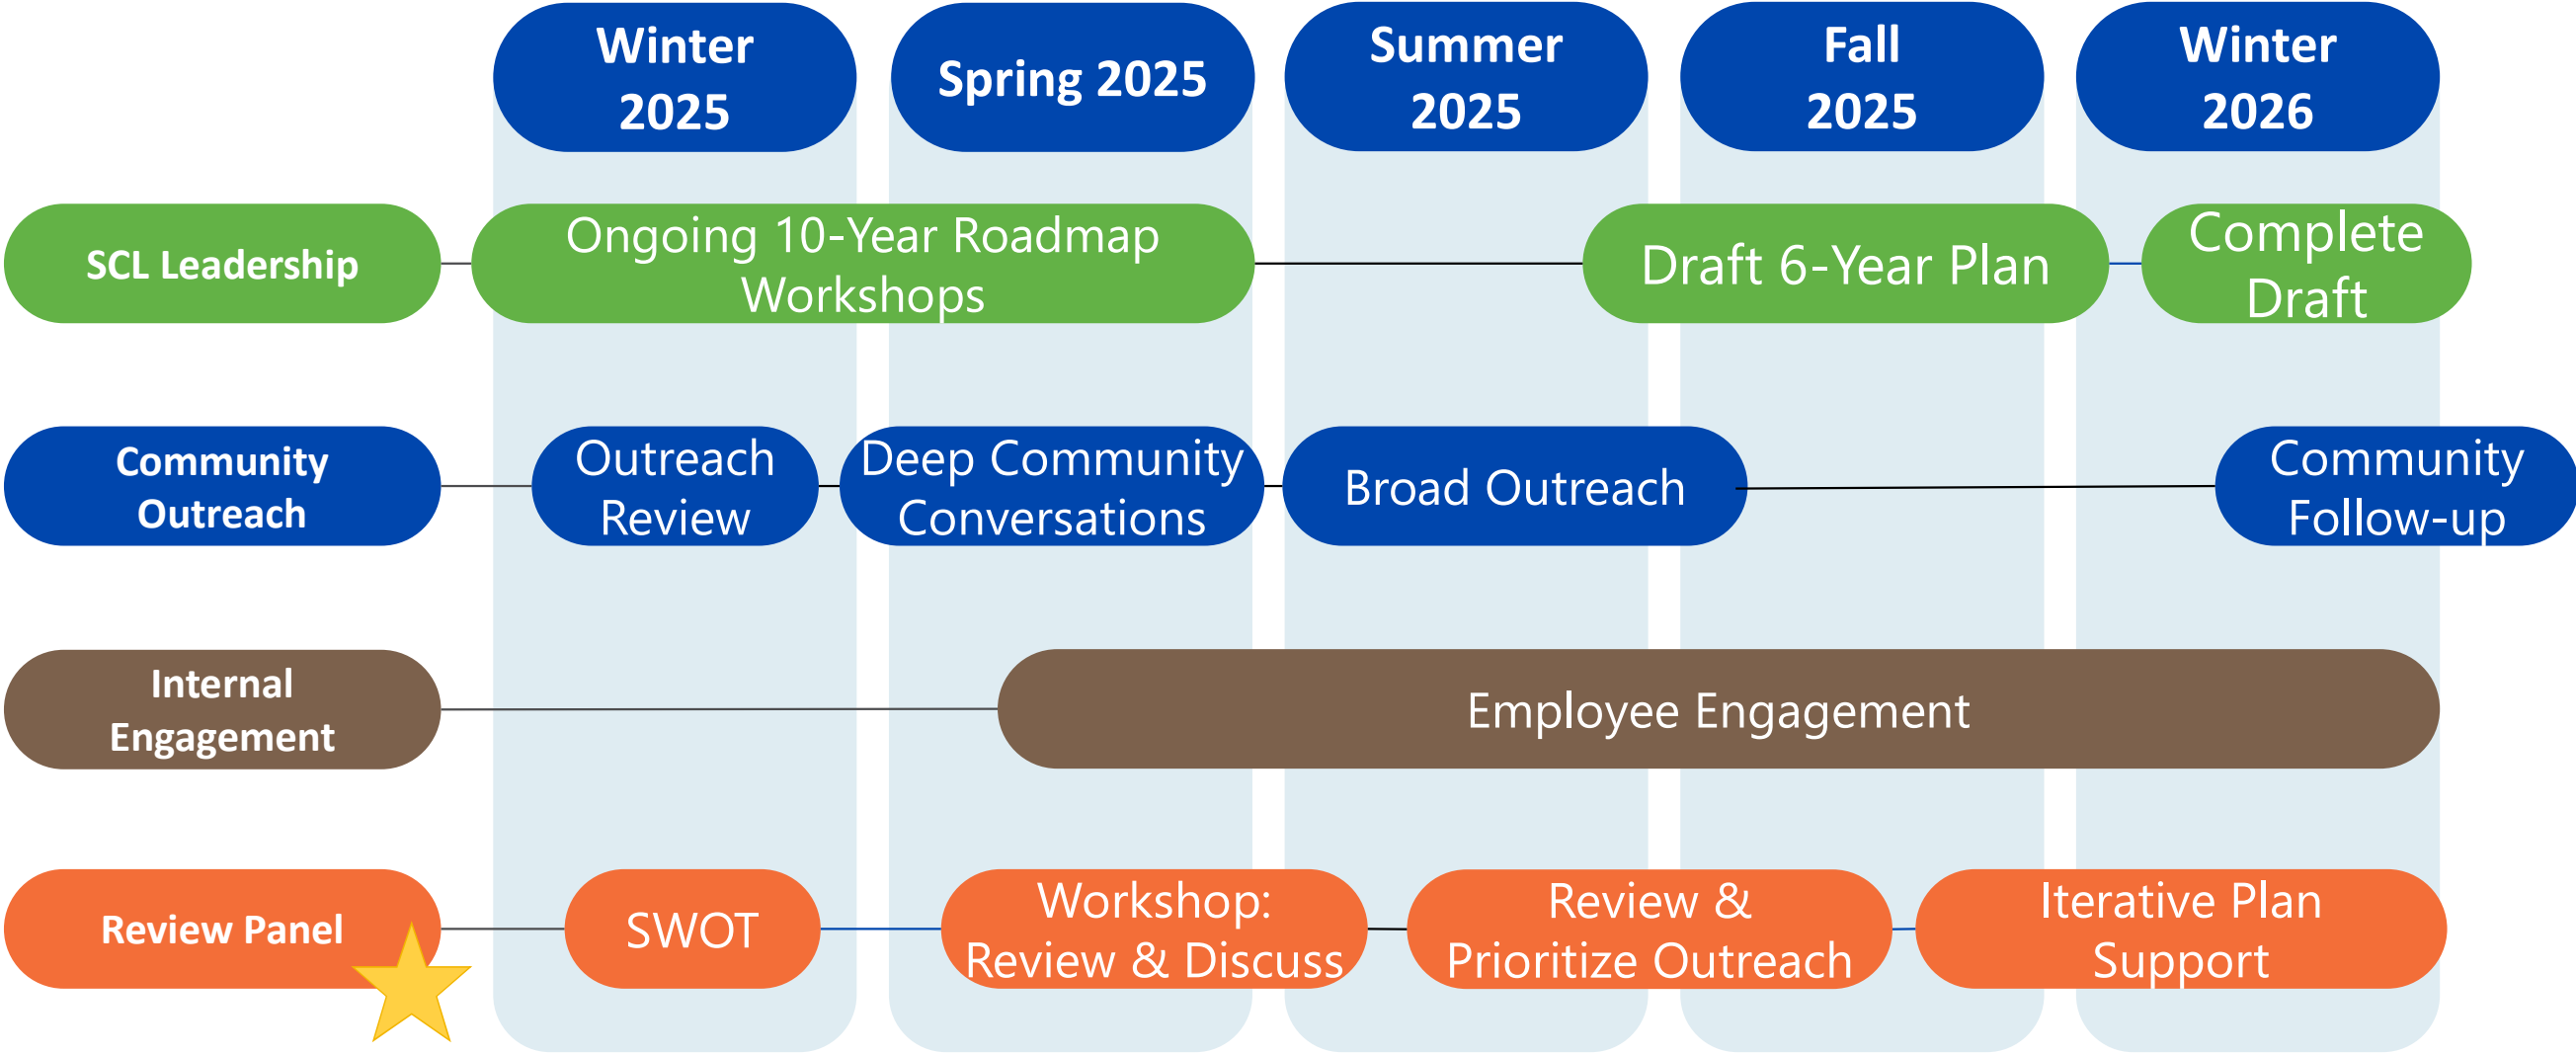 Winter
2025
Spring 2025
Summer
2025
Fall
2025
Winter
2026
SCL Leadership
Ongoing 10-Year Roadmap
Workshops
Draft 6-Year Plan
Complete
Draft
Community
Outreach
Outreach
Review
Deep Community
Conversations
Broad Outreach
Community
Follow-up
Internal
Engagement
Employee Engagement
Review Panel
SWOT
Workshop:
Review & Discuss
Review &
Prioritize Outreach
Iterative Plan
Support